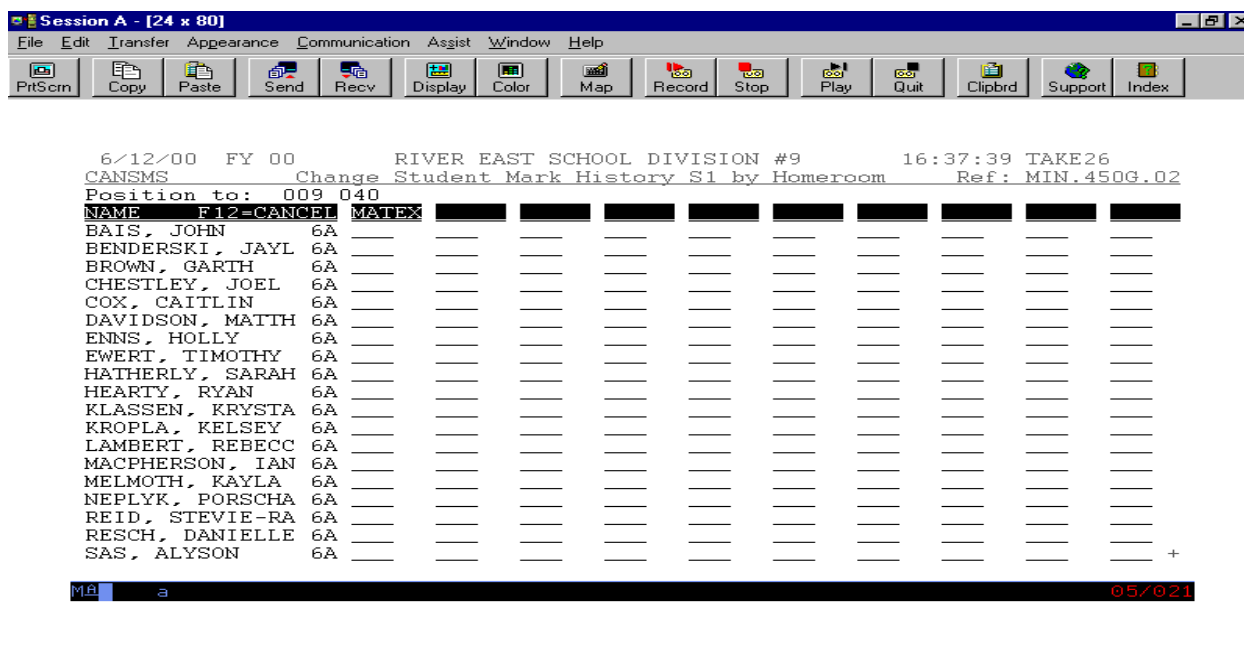 Session A - [24 x 80]
File Edit Transfer Appearance Communication Assist Window Help
PrtScrn Copy Paste Send Recv Display Color Map Record Stop Play Quit Clipbrd Support Index
6/12/00 FY 00 RIVER EAST SCHOOL DIVISION #9 16:37:39 TAKE26
CANSMS Change Student Mark History S1 by Homeroom Ref: MIN.450G.02
Position to: 009 040
NAME F12=CANCEL MATEX
BAIS, JOHN 6A
BENDERSKI, JAYL 6A
BROWN, GARTH 6A
CHESTLEY, JOEL 6A
COX, CAITLIN 6A
DAVIDSON, MATTH 6A
ENNS, HOLLY 6A
EWERT, TIMOTHY 6A
HATHERLY, SARAH 6A
HEARTY, RYAN 6A
KLASSEN, KRYSTA 6A
KROPLA, KELSEY 6A
LAMBERT, REBECC 6A
MACPHERSON, IAN 6A
MELMOTH, KAYLA 6A
NEPLYK, PORSCHA 6A
REID, STEVIE-RA 6A
RESCH, DANIELLE 6A
SAS, ALYSON 6A +
MA a 05/021